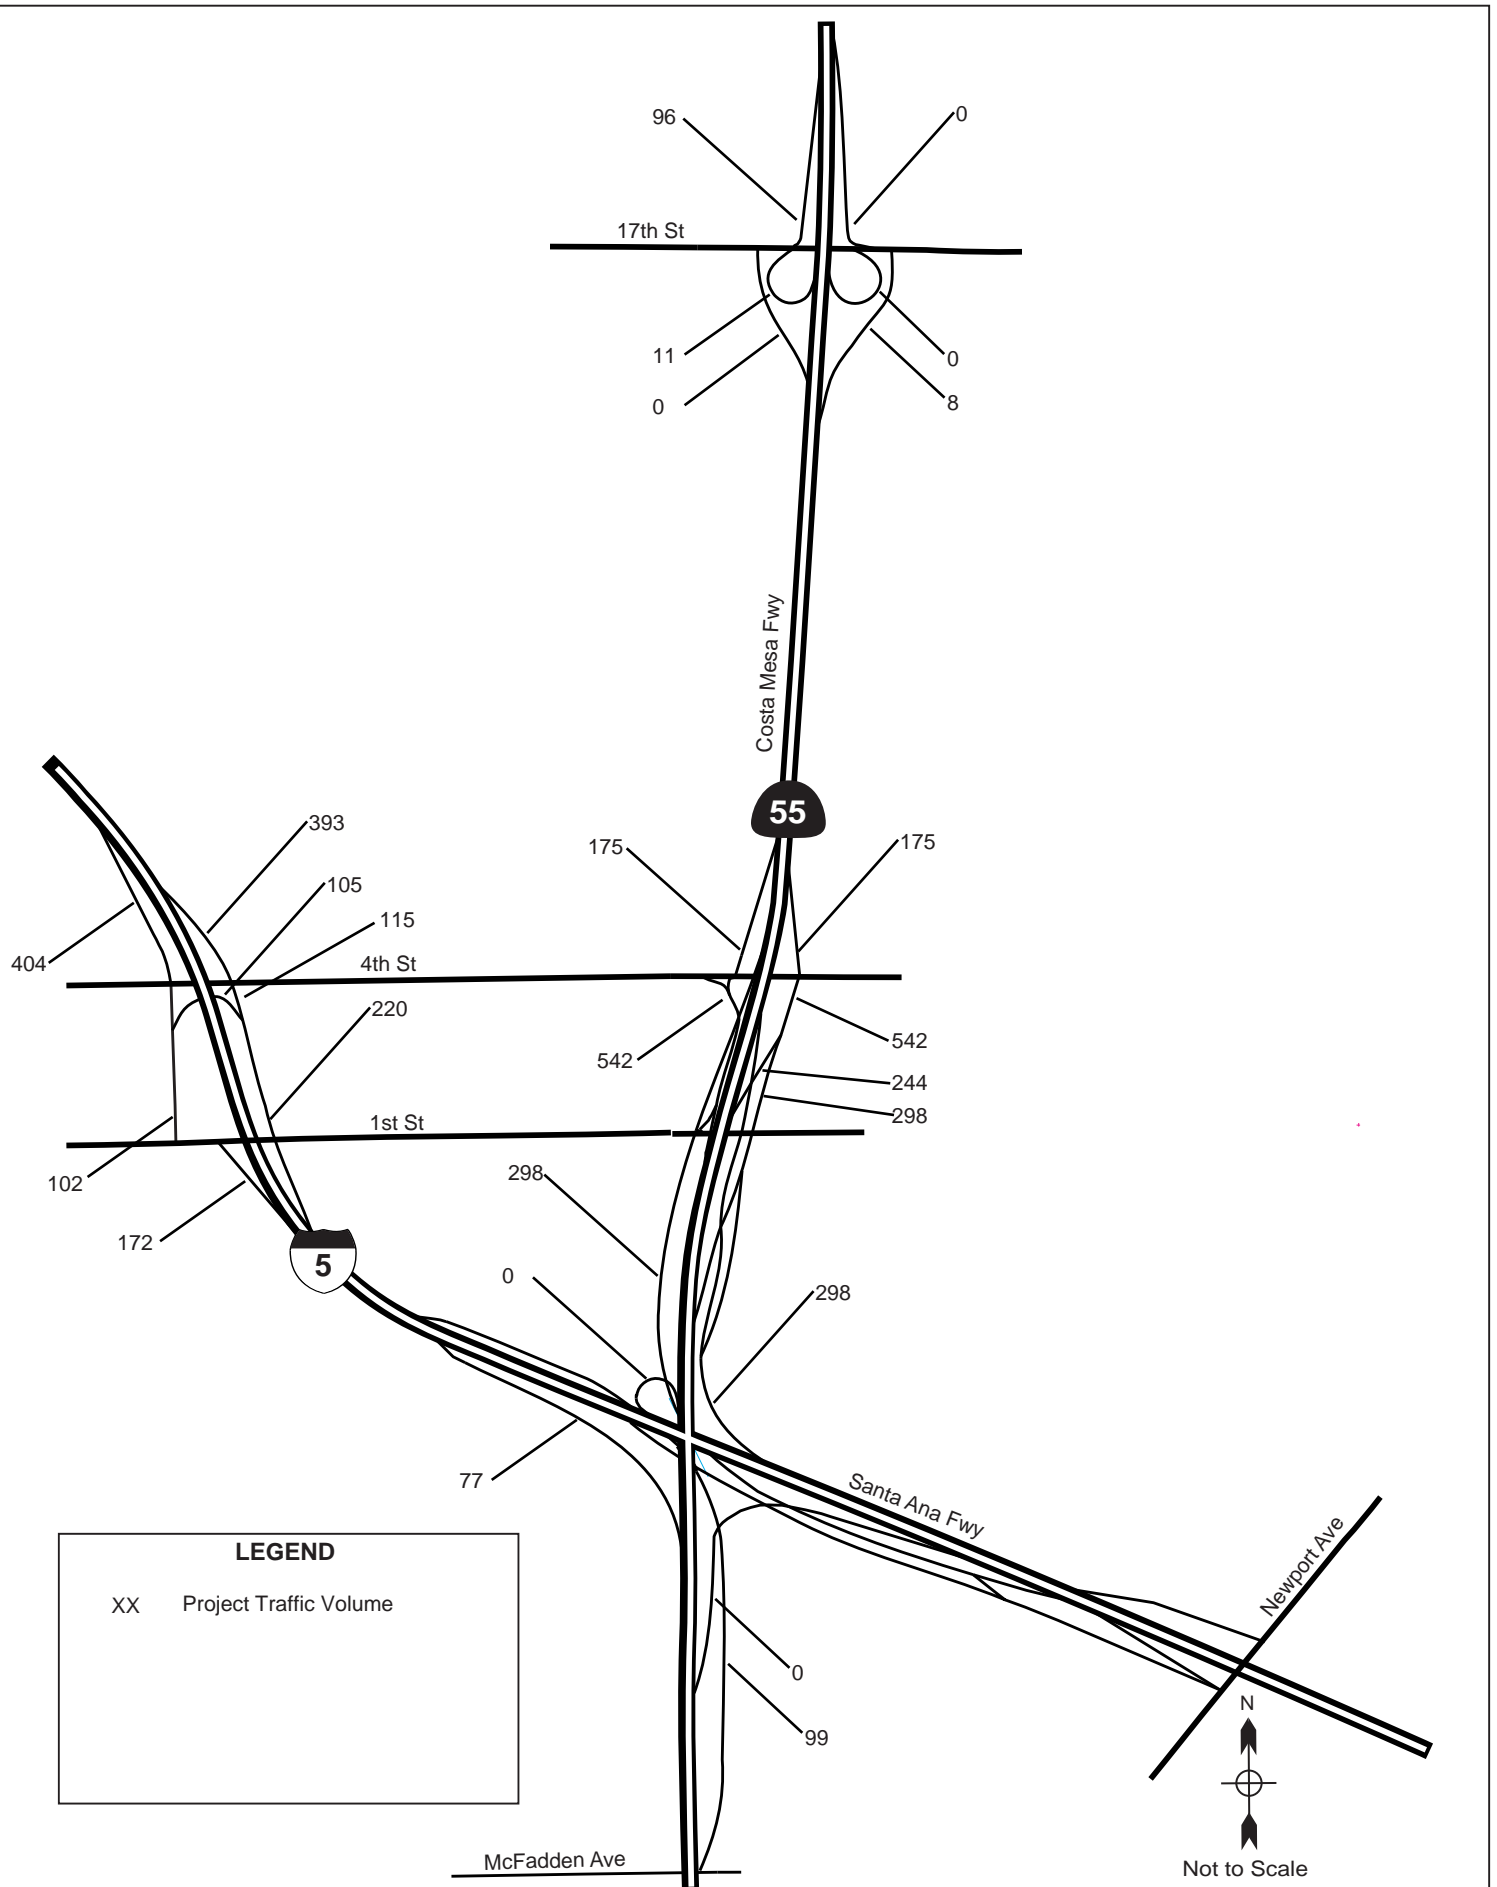 96
0
17th St
11
0
0
8
Costa Mesa Fwy
55
393
175
175
105
115
404
4th St
220
542
542
244
298
1st St
102
298
172
5
0
298
77
Santa Ana Fwy
Newport Ave
LEGEND
XX Project Traffic Volume
0
99
N
McFadden Ave
Not to Scale